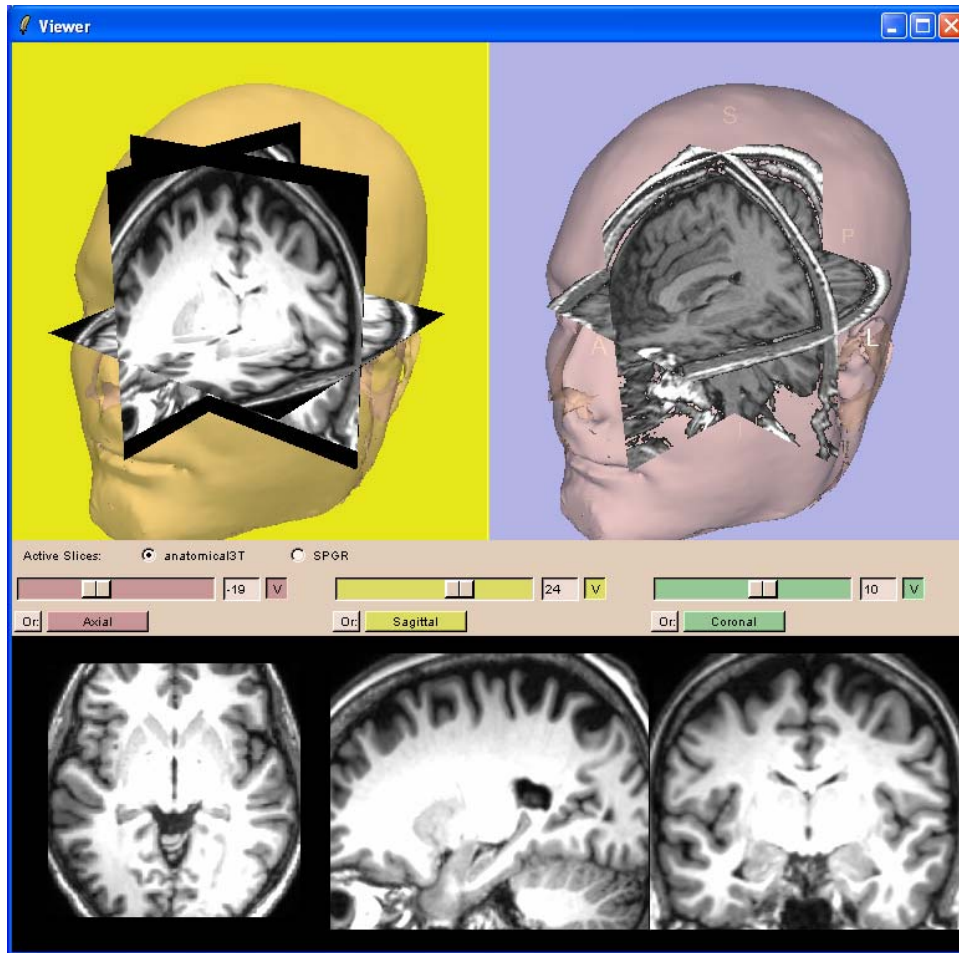 Viewer
S
P
A
L
I
Active Slices: anatomical3T SPGR
-19 V 24 V 10 V
Or: Axial Or: Sagittal Or: Coronal